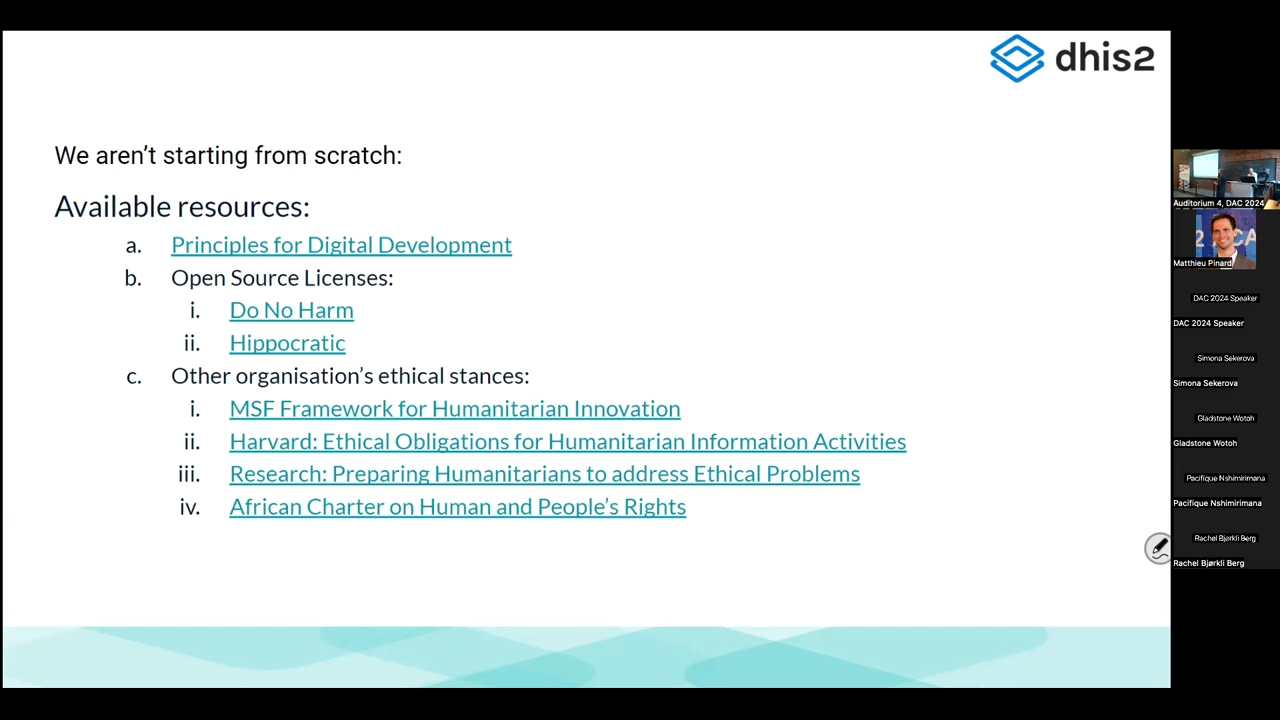 dhis2
We aren’t starting from scratch:
Available resources:
a. Principles for Digital Development
b. Open Source Licenses:
i. Do No Harm
ii. Hippocratic
c. Other organisation’s ethical stances:
i. MSF Framework for Humanitarian Innovation
ii. Harvard: Ethical Obligations for Humanitarian Information Activities
iii. Research: Preparing Humanitarians to address Ethical Problems
iv. African Charter on Human and People’s Rights
Auditorium 4, DAC 2024
Matthieu Pinard
DAC 2024 Speaker
DAC 2024 Speaker
Simona Sekerova
Simona Sekerova
Gladstone Wotoh
Gladstone Wotoh
Pacifique Nshimirimana
Pacifique Nshimirimana
Rachel Bjørkli Berg
Rachel Bjørkli Berg